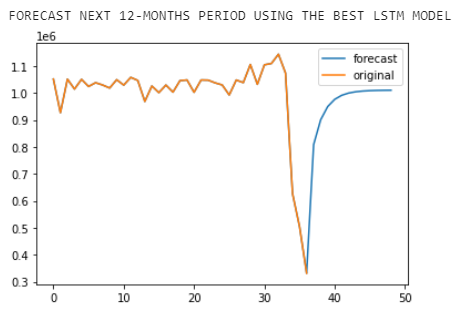 FORECAST NEXT 12-MONTHS PERIOD USING THE BEST LSTM MODEL
1e6
forecast
original
1.1
1.0
0.9
0.8
0.7
0.6
0.5
0.4
0.3
0 10 20 30 40 50